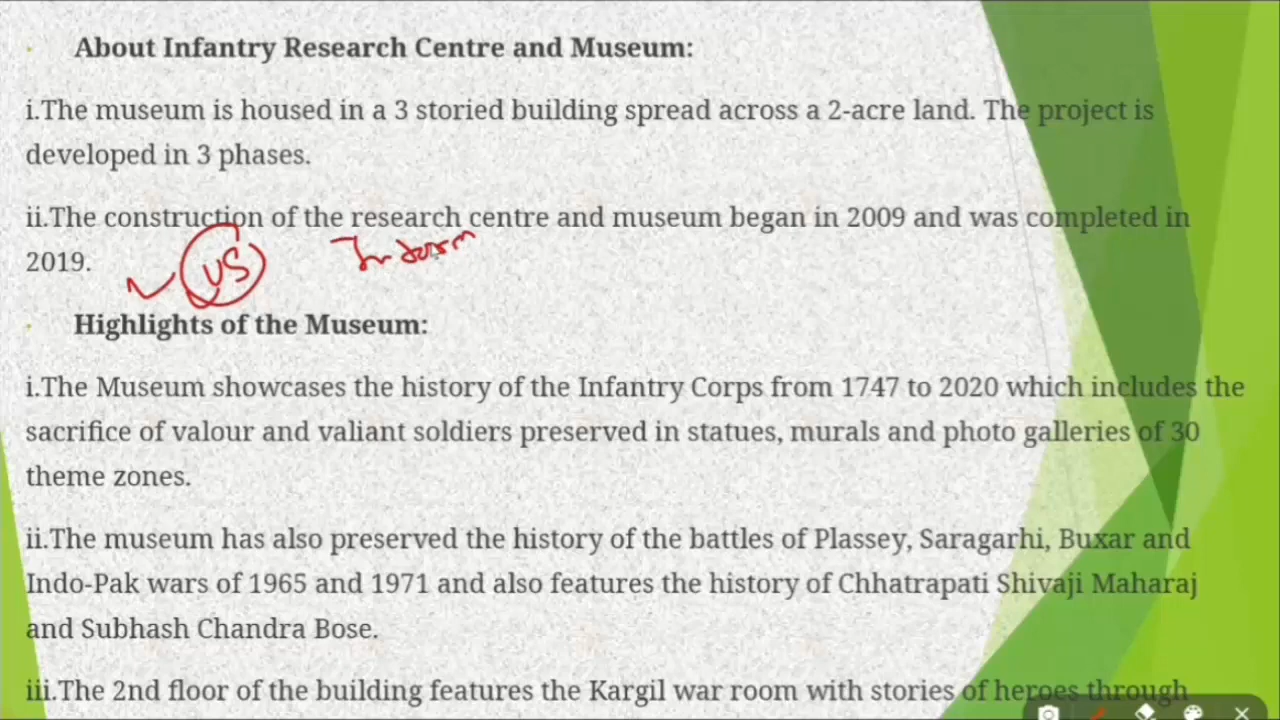 About Infantry Research Centre and Museum:
i.The museum is housed in a 3 storied building spread across a 2-acre land. The project is
developed in 3 phases.
ii.The construction of the research centre and museum began in 2009 and was completed in
2019.
US
Highlights of the Museum:
i.The Museum showcases the history of the Infantry Corps from 1747 to 2020 which includes the
sacrifice of valour and valiant soldiers preserved in statues, murals and photo galleries of 30
theme zones.
ii.The museum has also preserved the history of the battles of Plassey, Saragarhi, Buxar and
Indo-Pak wars of 1965 and 1971 and also features the history of Chhatrapati Shivaji Maharaj
and Subhash Chandra Bose.
iii.The 2nd floor of the building features the Kargil war room with stories of heroes through